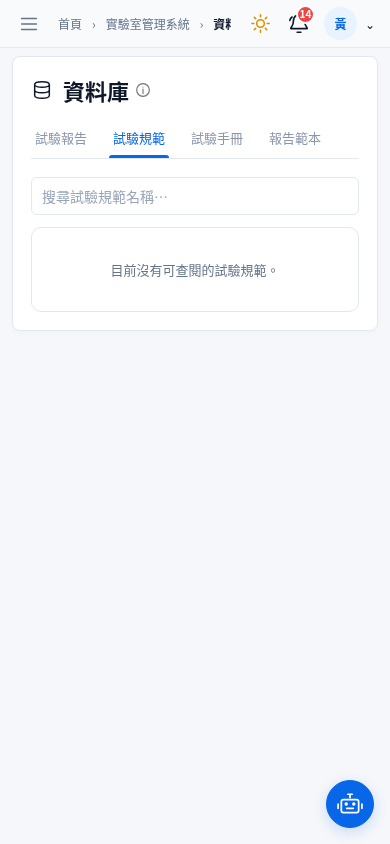 首頁 › 實驗室管理系統 › 資料
14
黃
資料庫
試驗報告 試驗規範 試驗手冊 報告範本
搜尋試驗規範名稱⋯
目前沒有可查閱的試驗規範。